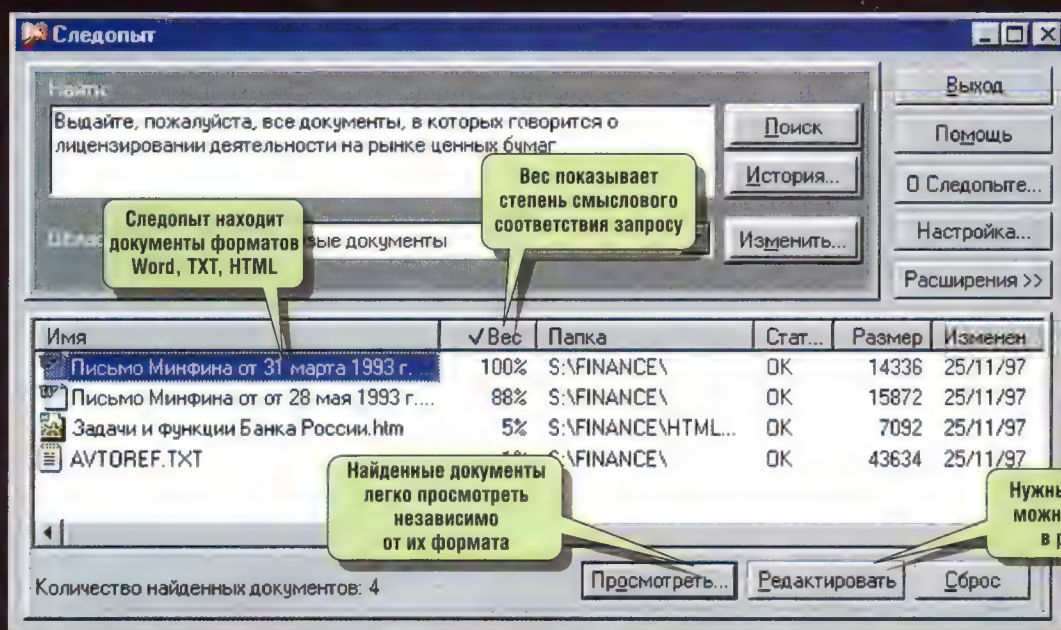 Следопыт
Найти:
Выдайте, пожалуйста, все документы, в которых говорится о
лицензировании деятельности на рынке ценных бумаг
Поиск
История...
Изменить...
Выход
Помощь
О Следопыте...
Настройка...
Расширения >>
Вес показывает
степень смыслового
соответствия запросу
Следопыт находит
документы форматов
Word, TXT, HTML
документы
Имя ✓Вес Папка Стат... Размер Изменен
Письмо Минфина от 31 марта 1993 г. 100% S:\FINANCE\ OK 14336 25/11/97
Письмо Минфина от от 28 мая 1993 г.... 88% S:\FINANCE\ OK 15872 25/11/97
Задачи и функции Банка России.htm 5% S:\FINANCE\HTML... OK 7092 25/11/97
AVTOREF.TXT S:\FINANCE\ OK 43634 25/11/97
Найденные документы
легко просмотреть
независимо
от их формата
Количество найденных документов: 4
Просмотреть...
Редактировать
Сброс